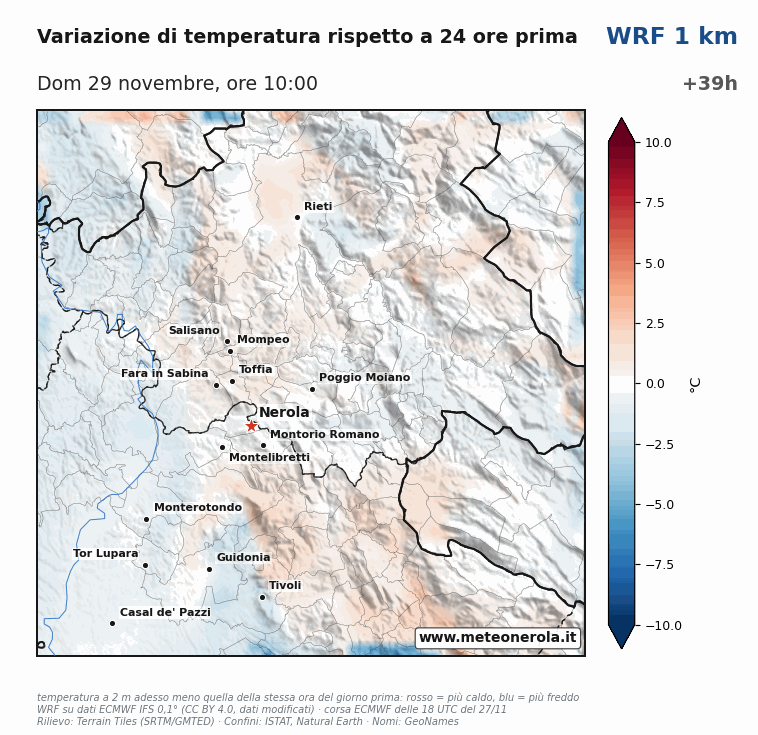 Variazione di temperatura rispetto a 24 ore prima
WRF 1 km
Dom 29 novembre, ore 10:00
+39h
Rieti
Salisano
Mompeo
Toffia
Fara in Sabina
Poggio Moiano
Nerola
Montorio Romano
Montelibretti
Monterotondo
Tor Lupara
Guidonia
Tivoli
Casal de' Pazzi
www.meteonerola.it
10.0
7.5
5.0
2.5
0.0
−2.5
−5.0
−7.5
−10.0
°C
temperatura a 2 m adesso meno quella della stessa ora del giorno prima: rosso = più caldo, blu = più freddo
WRF su dati ECMWF IFS 0,1° (CC BY 4.0, dati modificati) · corsa ECMWF delle 18 UTC del 27/11
Rilievo: Terrain Tiles (SRTM/GMTED) · Confini: ISTAT, Natural Earth · Nomi: GeoNames